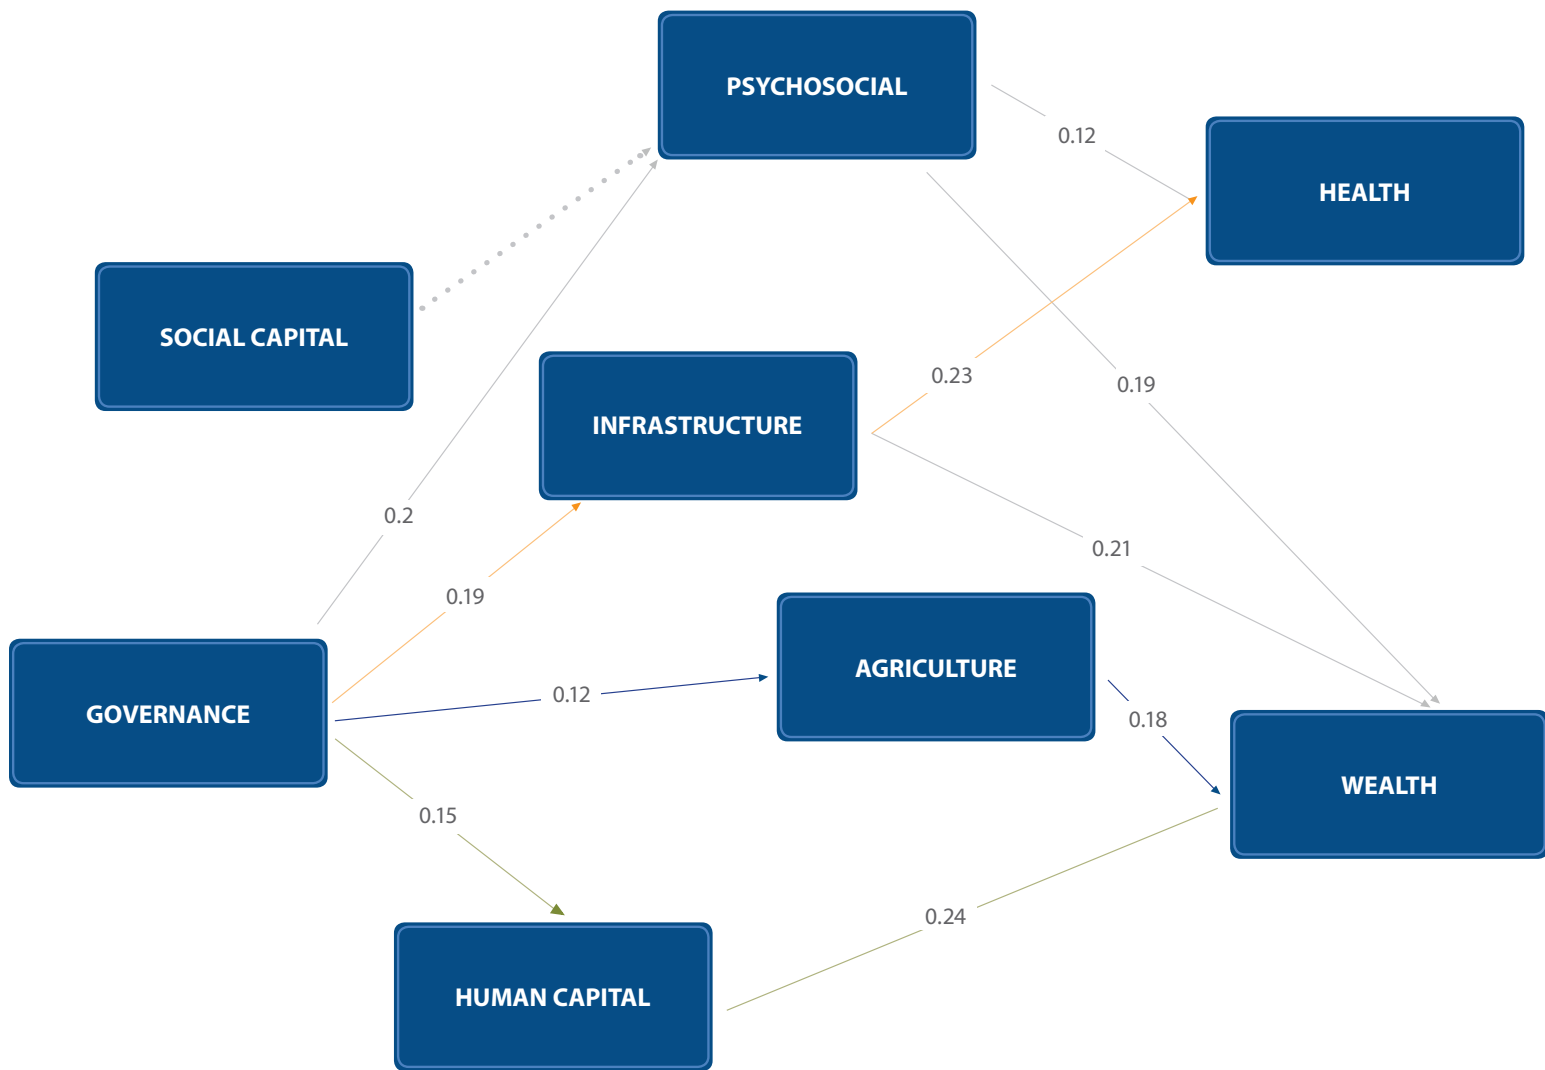 PSYCHOSOCIAL
0.12
HEALTH
SOCIAL CAPITAL
0.23
0.19
INFRASTRUCTURE
0.2
0.21
0.19
AGRICULTURE
0.12
GOVERNANCE
0.18
WEALTH
0.15
0.24
HUMAN CAPITAL